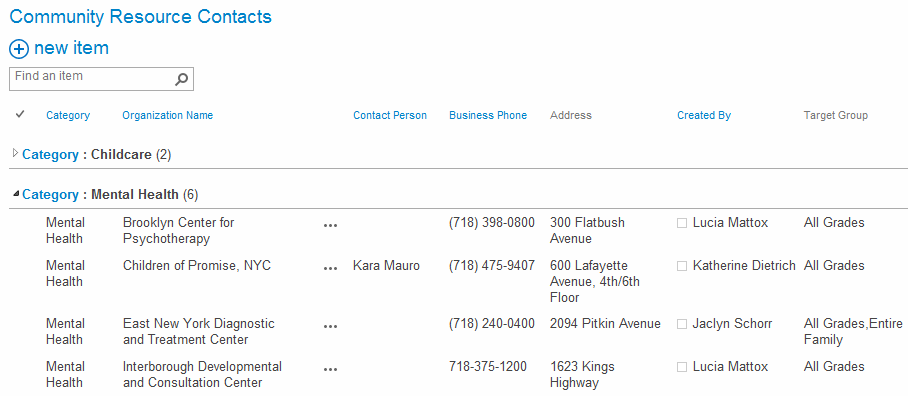 Community Resource Contacts
new item
Find an item
Category Organization Name Contact Person Business Phone Address Created By Target Group
Category : Childcare (2)
Category : Mental Health (6)
Mental Brooklyn Center for ... (718) 398-0800 300 Flatbush Lucia Mattox All Grades
Health Psychotherapy Avenue
Mental Children of Promise, NYC ... Kara Mauro (718) 475-9407 600 Lafayette Katherine Dietrich All Grades
Health Avenue, 4th/6th
Floor
Mental East New York Diagnostic ... (718) 240-0400 2094 Pitkin Avenue Jaclyn Schorr All Grades,Entire
Health and Treatment Center Family
Mental Interborough Developmental ... 718-375-1200 1623 Kings Lucia Mattox All Grades
Health and Consultation Center Highway